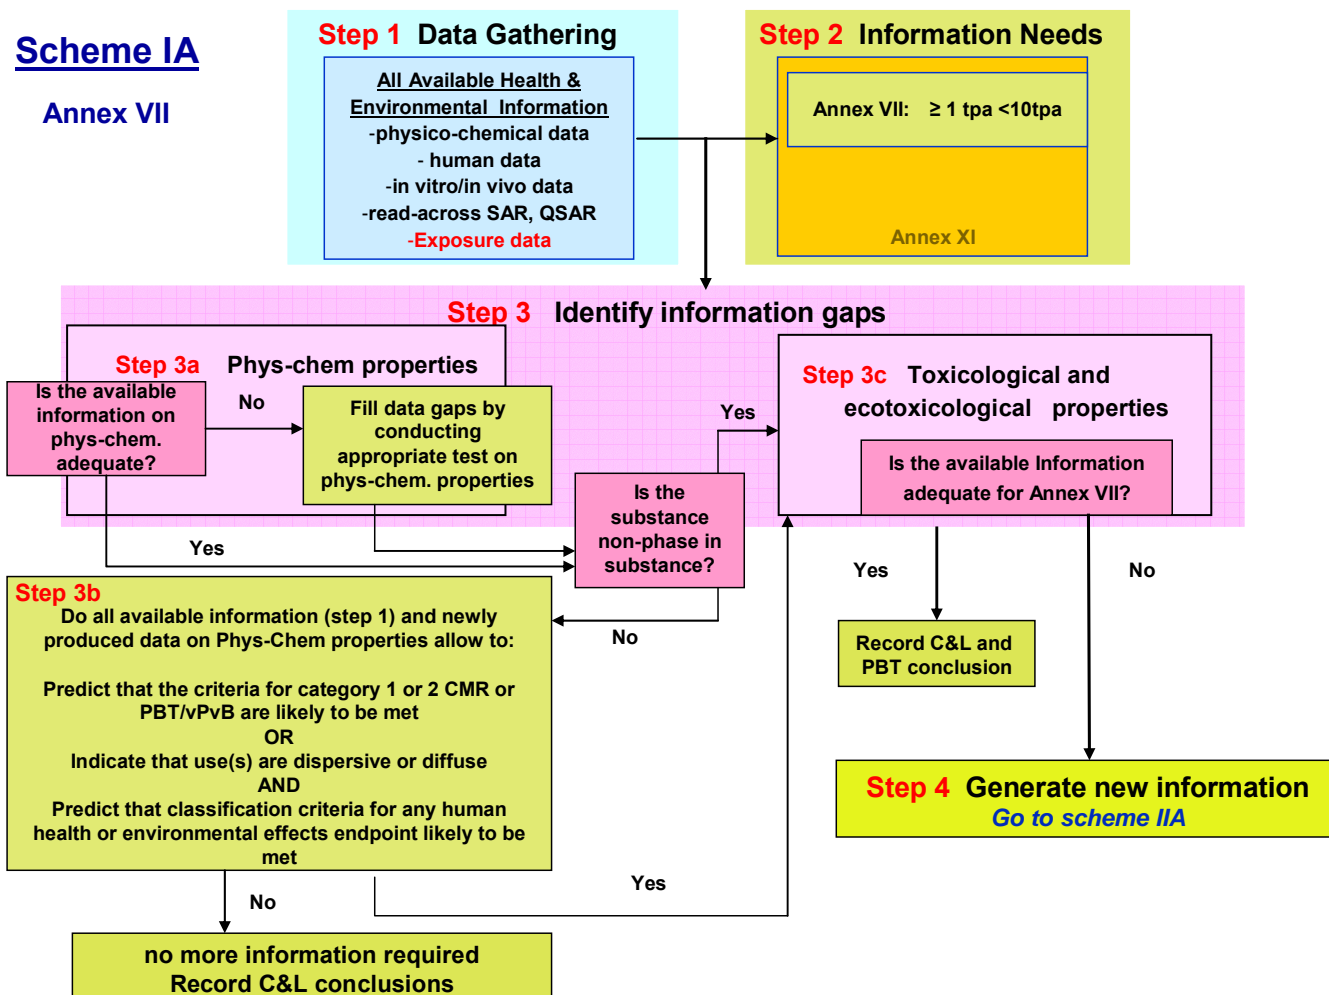 Scheme IA
Annex VII
Step 1 Data Gathering
All Available Health &
Environmental Information
-physico-chemical data
- human data
-in vitro/in vivo data
-read-across SAR, QSAR
-Exposure data
Step 2 Information Needs
Annex VII: ≥ 1 tpa <10tpa
Annex XI
Step 3 Identify information gaps
Step 3a Phys-chem properties
Is the available
information on
phys-chem.
adequate?
No
Fill data gaps by
conducting
appropriate test on
phys-chem. properties
Yes
Is the
substance
non-phase in
substance?
Yes
No
Step 3c Toxicological and
ecotoxicological properties
Is the available Information
adequate for Annex VII?
Yes
No
Record C&L and
PBT conclusion
Step 4 Generate new information
Go to scheme IIA
Step 3b
Do all available information (step 1) and newly
produced data on Phys-Chem properties allow to:
Predict that the criteria for category 1 or 2 CMR or
PBT/vPvB are likely to be met
OR
Indicate that use(s) are dispersive or diffuse
AND
Predict that classification criteria for any human
health or environmental effects endpoint likely to be
met
No
Yes
no more information required
Record C&L conclusions